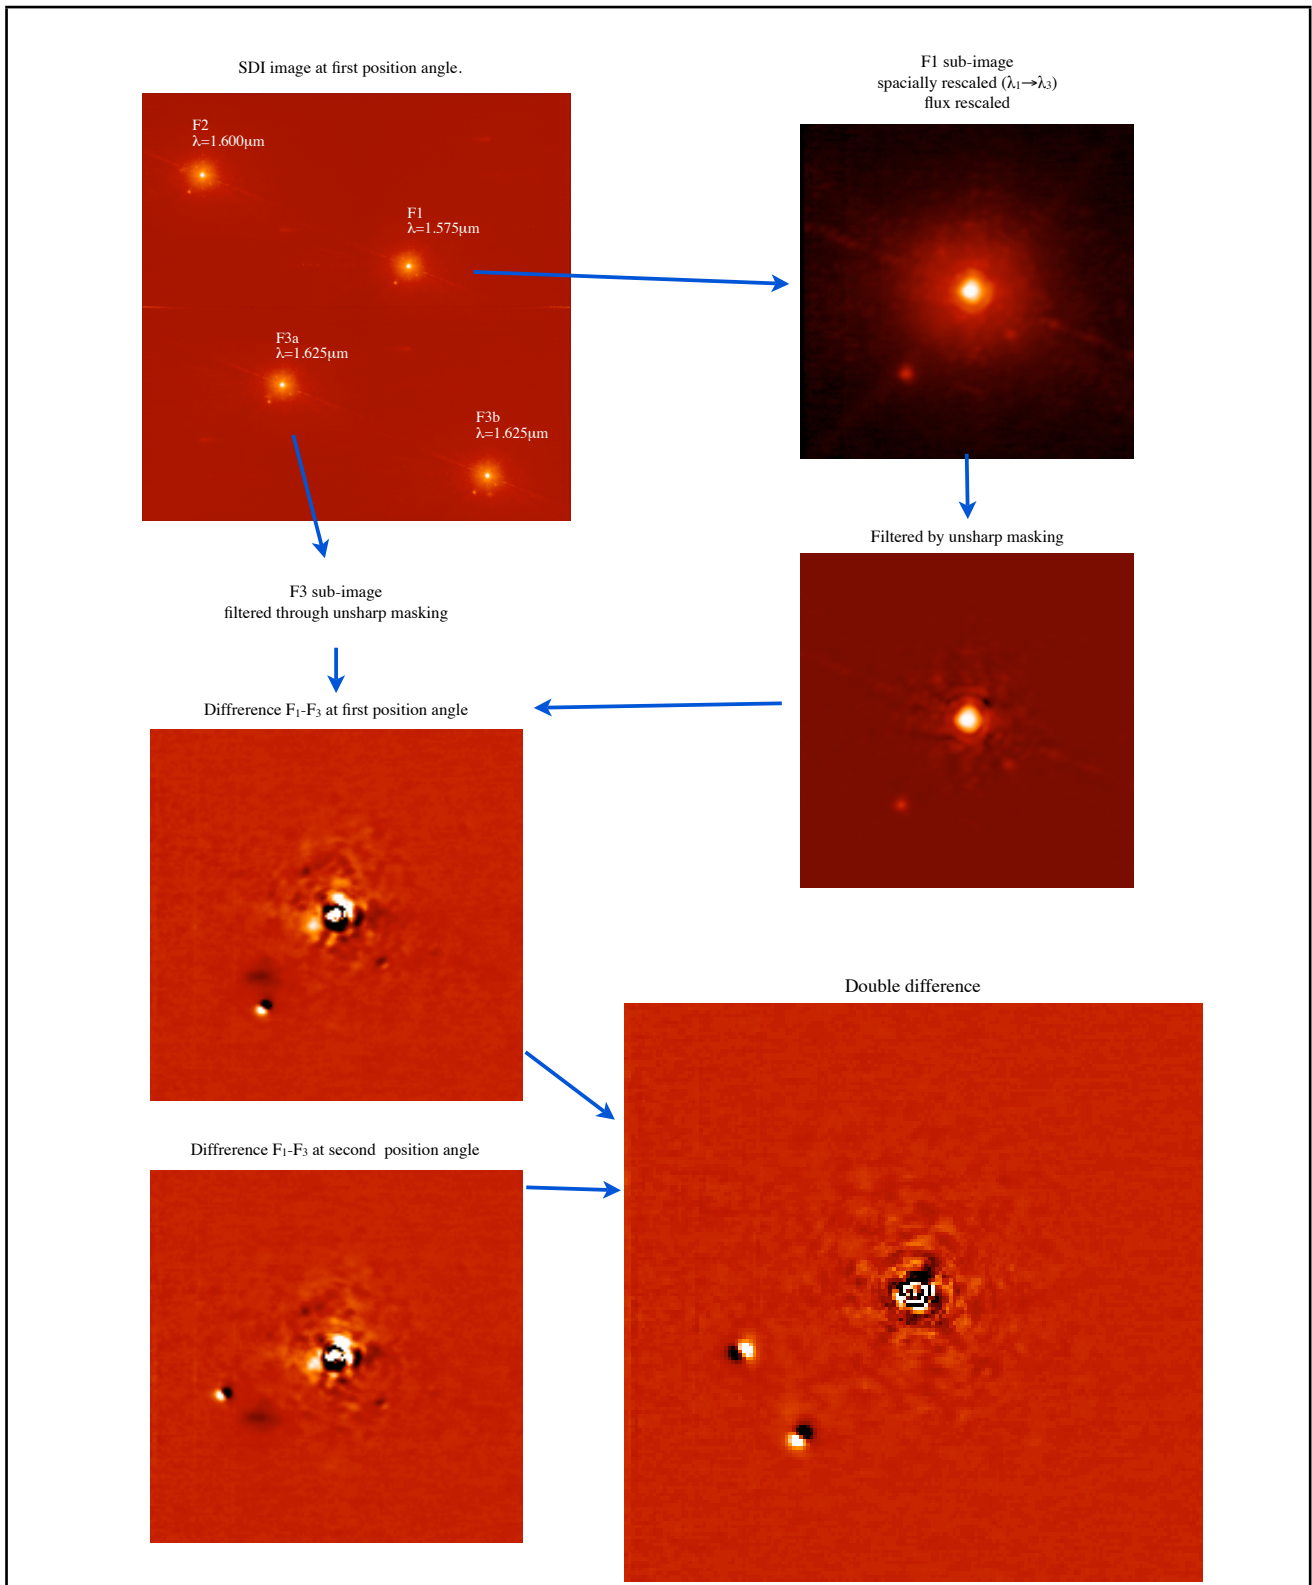 SDI image at first position angle.
F1 sub-image
spacially rescaled (λ₁→λ₃)
flux rescaled
F2
λ=1.600µm
F1
λ=1.575µm
F3a
λ=1.625µm
F3b
λ=1.625µm
Filtered by unsharp masking
F3 sub-image
filtered through unsharp masking
Diffrerence F₁-F₃ at first position angle
Double difference
Diffrerence F₁-F₃ at second position angle